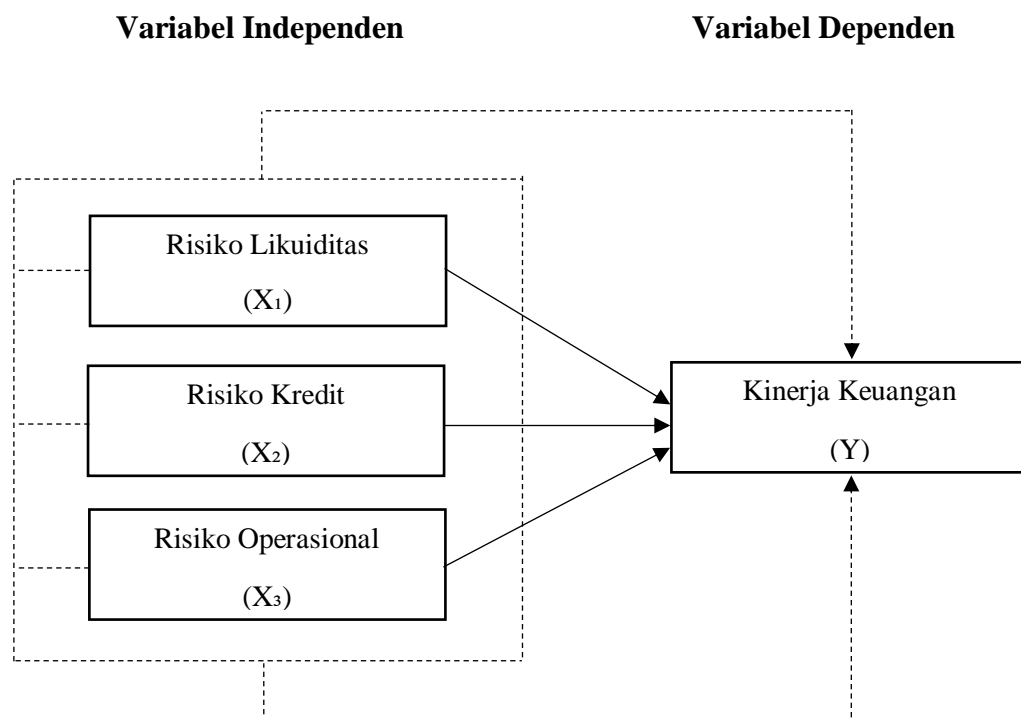 Variabel Independen
Variabel Dependen
Risiko Likuiditas
(X₁)
Risiko Kredit
(X₂)
Risiko Operasional
(X₃)
Kinerja Keuangan
(Y)